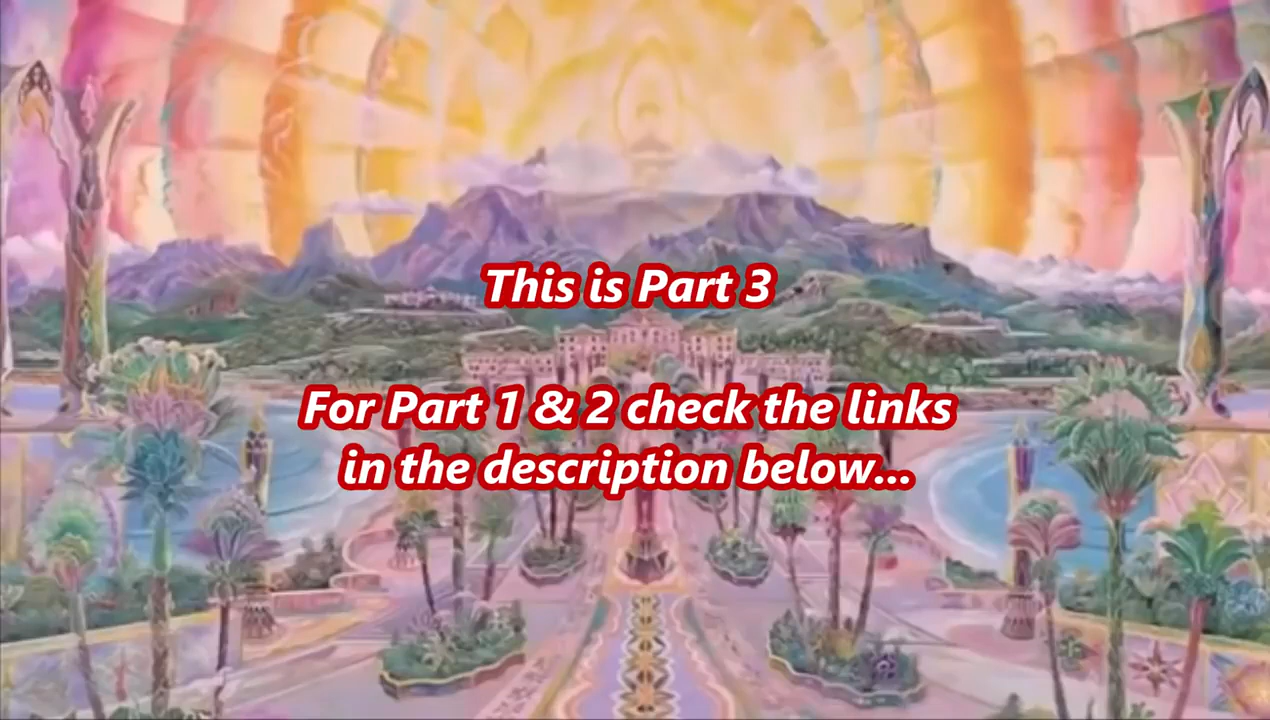 This is Part 3
For Part 1 & 2 check the links
in the description below...